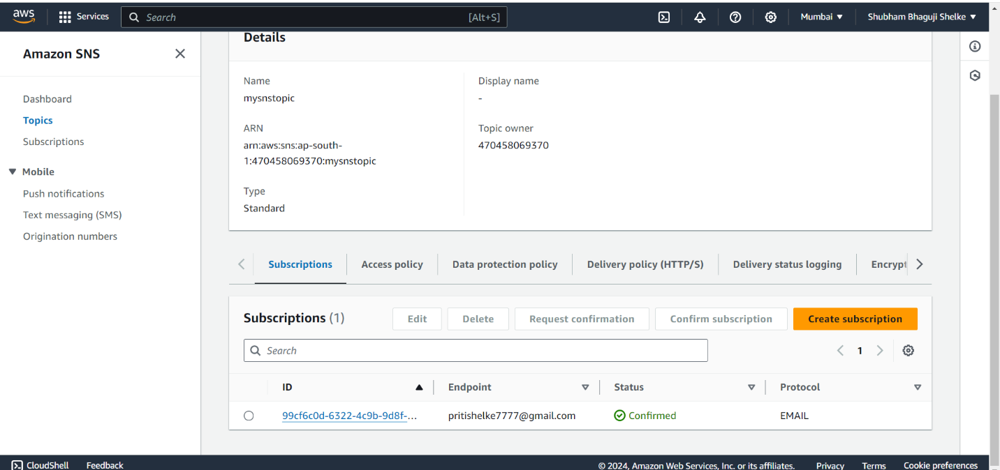 aws
Services
Search
[Alt+S]
Mumbai
Shubham Bhaguji Shelke
Amazon SNS
Dashboard
Topics
Subscriptions
Mobile
Push notifications
Text messaging (SMS)
Origination numbers
Details
Name
mysnstopic
Display name
-
ARN
arn:aws:sns:ap-south-
1:470458069370:mysnstopic
Topic owner
470458069370
Type
Standard
Subscriptions
Access policy
Data protection policy
Delivery policy (HTTP/S)
Delivery status logging
Encrypt
Subscriptions (1)
Edit
Delete
Request confirmation
Confirm subscription
Create subscription
Search
1
ID
Endpoint
Status
Protocol
99cf6c0d-6322-4c9b-9d8f-...
pritishelke7777@gmail.com
Confirmed
EMAIL
CloudShell
Feedback
© 2024, Amazon Web Services, Inc. or its affiliates.
Privacy
Terms
Cookie preferences